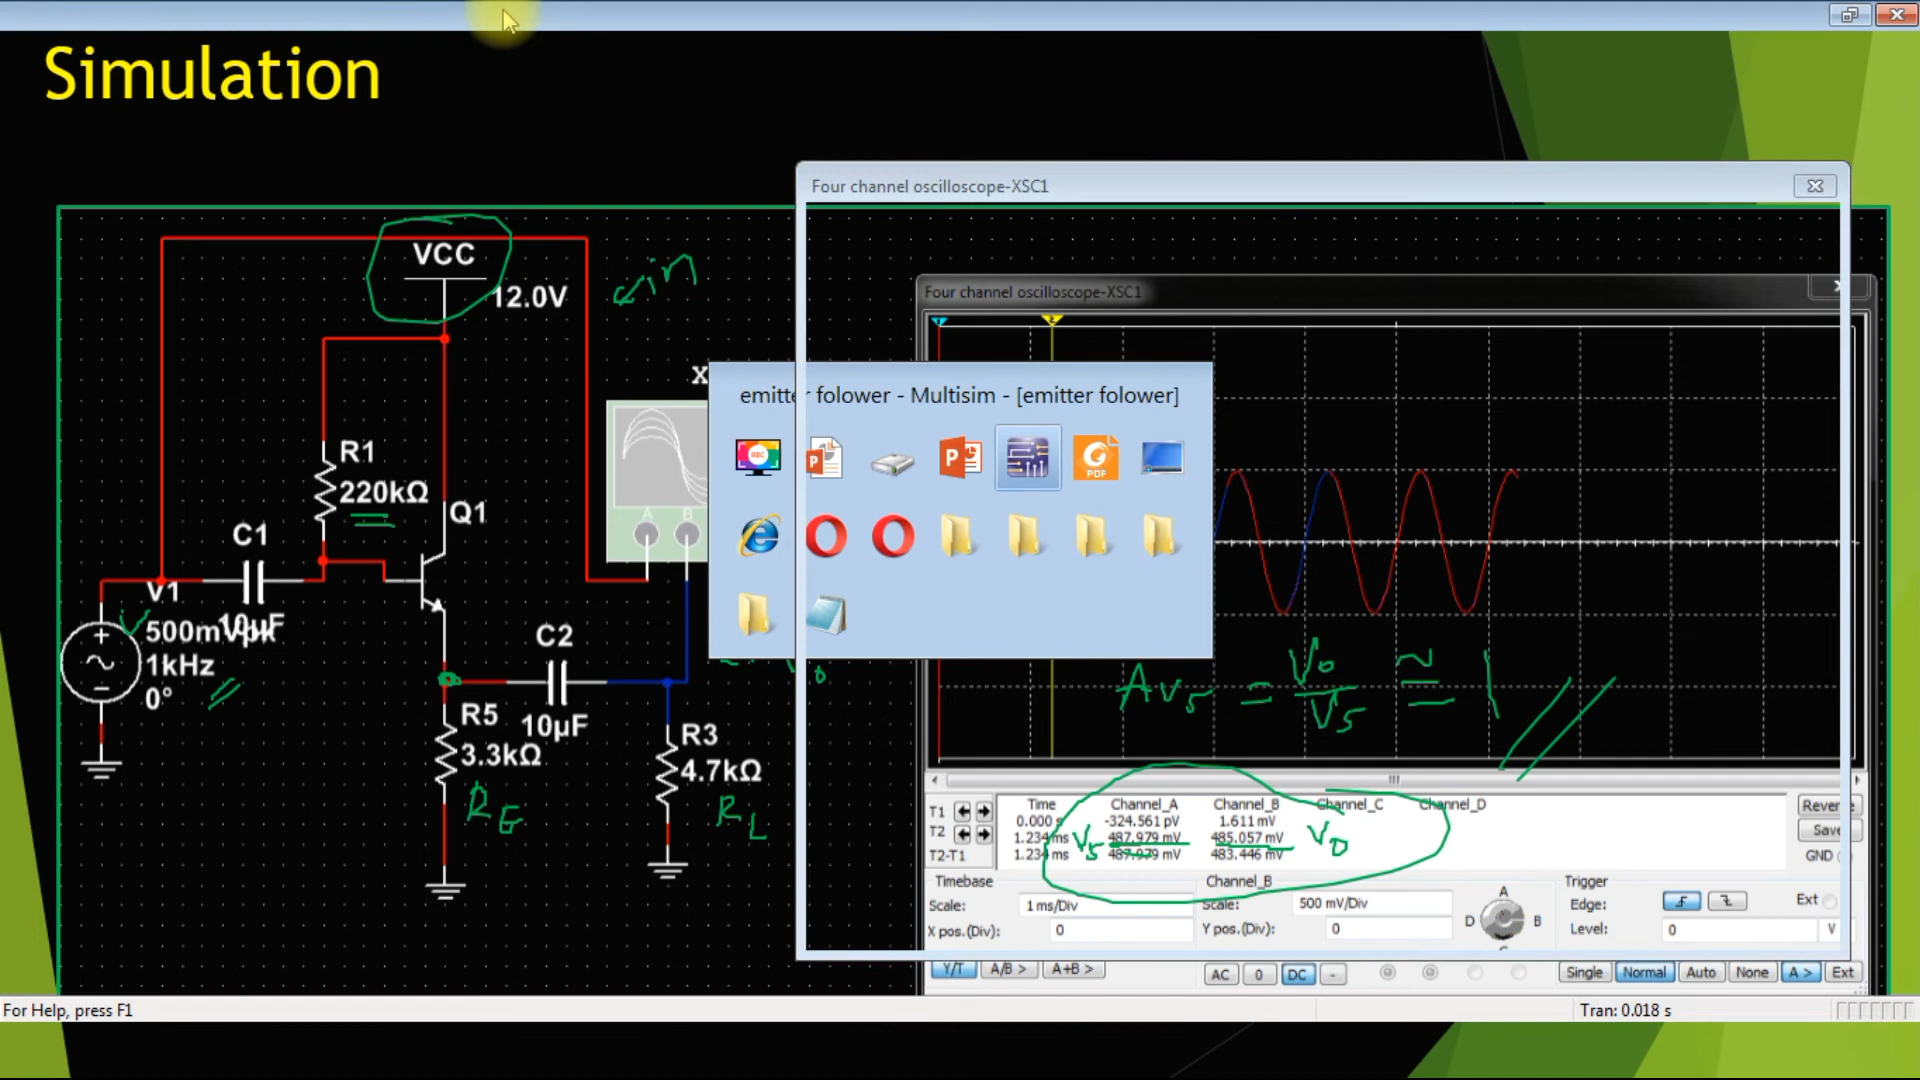 Simulation
Four channel oscilloscope-XSC1
VCC
12.0V
in
Four channel oscilloscope-XSC1
X
emitter folower - Multisim - [emitter folower]
REC
P
P
PDF
R1
220kΩ
Q1
A B
C1
10µF
V1
500mVpk
1kHz
0°
C2
10µF
R5
3.3kΩ
RE
R3
4.7kΩ
RL
AVs = Vo/Vs ≈ 1
Time Channel_A Channel_B Channel_C Channel_D
T1 0.000 s -324.561 pV 1.611 mV
T2 1.234 ms 487.979 mV 485.057 mV
T2-T1 1.234 ms 487.979 mV 483.446 mV
Vs Vo
Reverse
Save
GND
Timebase
Scale: 1 ms/Div
X pos.(Div): 0
Y/T A/B > A+B >
Channel_B
Scale: 500 mV/Div
Y pos.(Div): 0
AC 0 DC -
A
D B
Trigger
Edge: Ext
Level: 0 V
Single Normal Auto None A > Ext
For Help, press F1
Tran: 0.018 s